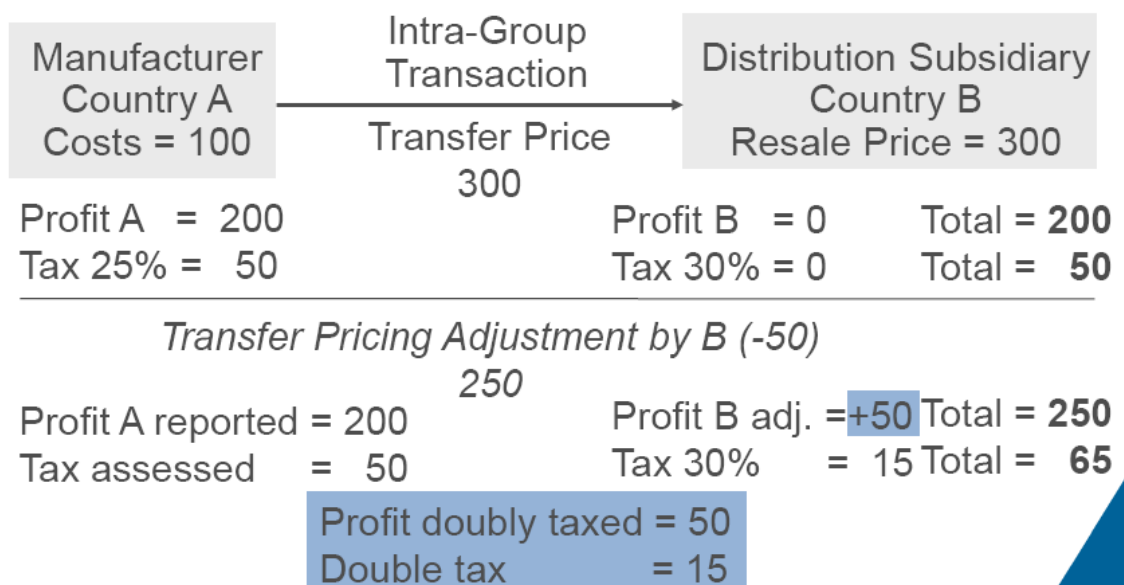 Manufacturer
Country A
Costs = 100
Intra-Group
Transaction
Transfer Price
300
Distribution Subsidiary
Country B
Resale Price = 300
Profit A = 200
Tax 25% = 50
Profit B = 0 Total = 200
Tax 30% = 0 Total = 50
Transfer Pricing Adjustment by B (-50)
250
Profit A reported = 200
Tax assessed = 50
Profit B adj. =+50 Total = 250
Tax 30% = 15 Total = 65
Profit doubly taxed = 50
Double tax = 15